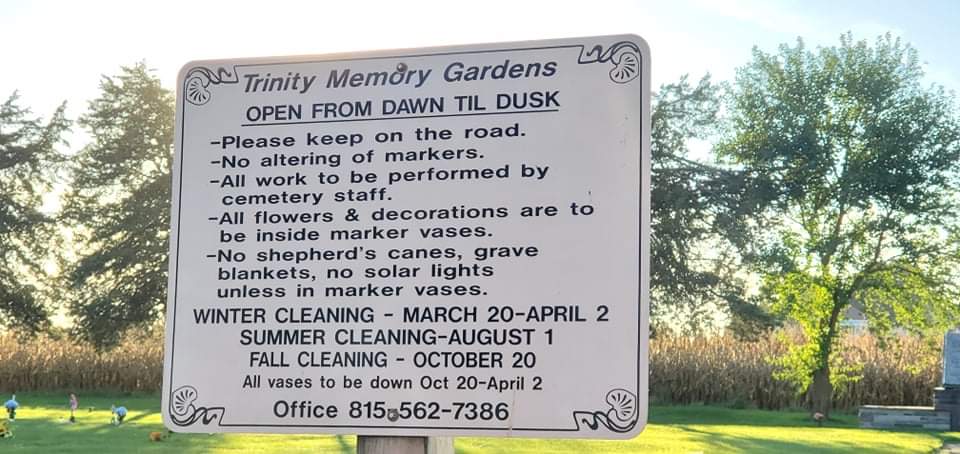 Trinity Memory Gardens
OPEN FROM DAWN TIL DUSK
-Please keep on the road.
-No altering of markers.
-All work to be performed by
cemetery staff.
-All flowers & decorations are to
be inside marker vases.
-No shepherd's canes, grave
blankets, no solar lights
unless in marker vases.
WINTER CLEANING - MARCH 20-APRIL 2
SUMMER CLEANING-AUGUST 1
FALL CLEANING - OCTOBER 20
All vases to be down Oct 20-April 2
Office 815-562-7386